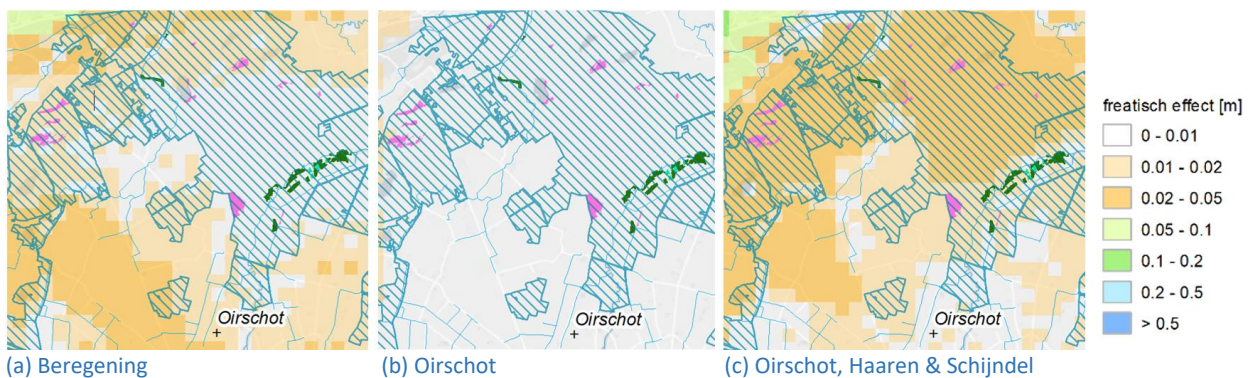 Oirschot
Oirschot
Oirschot
(a) Beregening
(b) Oirschot
(c) Oirschot, Haaren & Schijndel
freatisch effect [m]
0 - 0.01
0.01 - 0.02
0.02 - 0.05
0.05 - 0.1
0.1 - 0.2
0.2 - 0.5
> 0.5